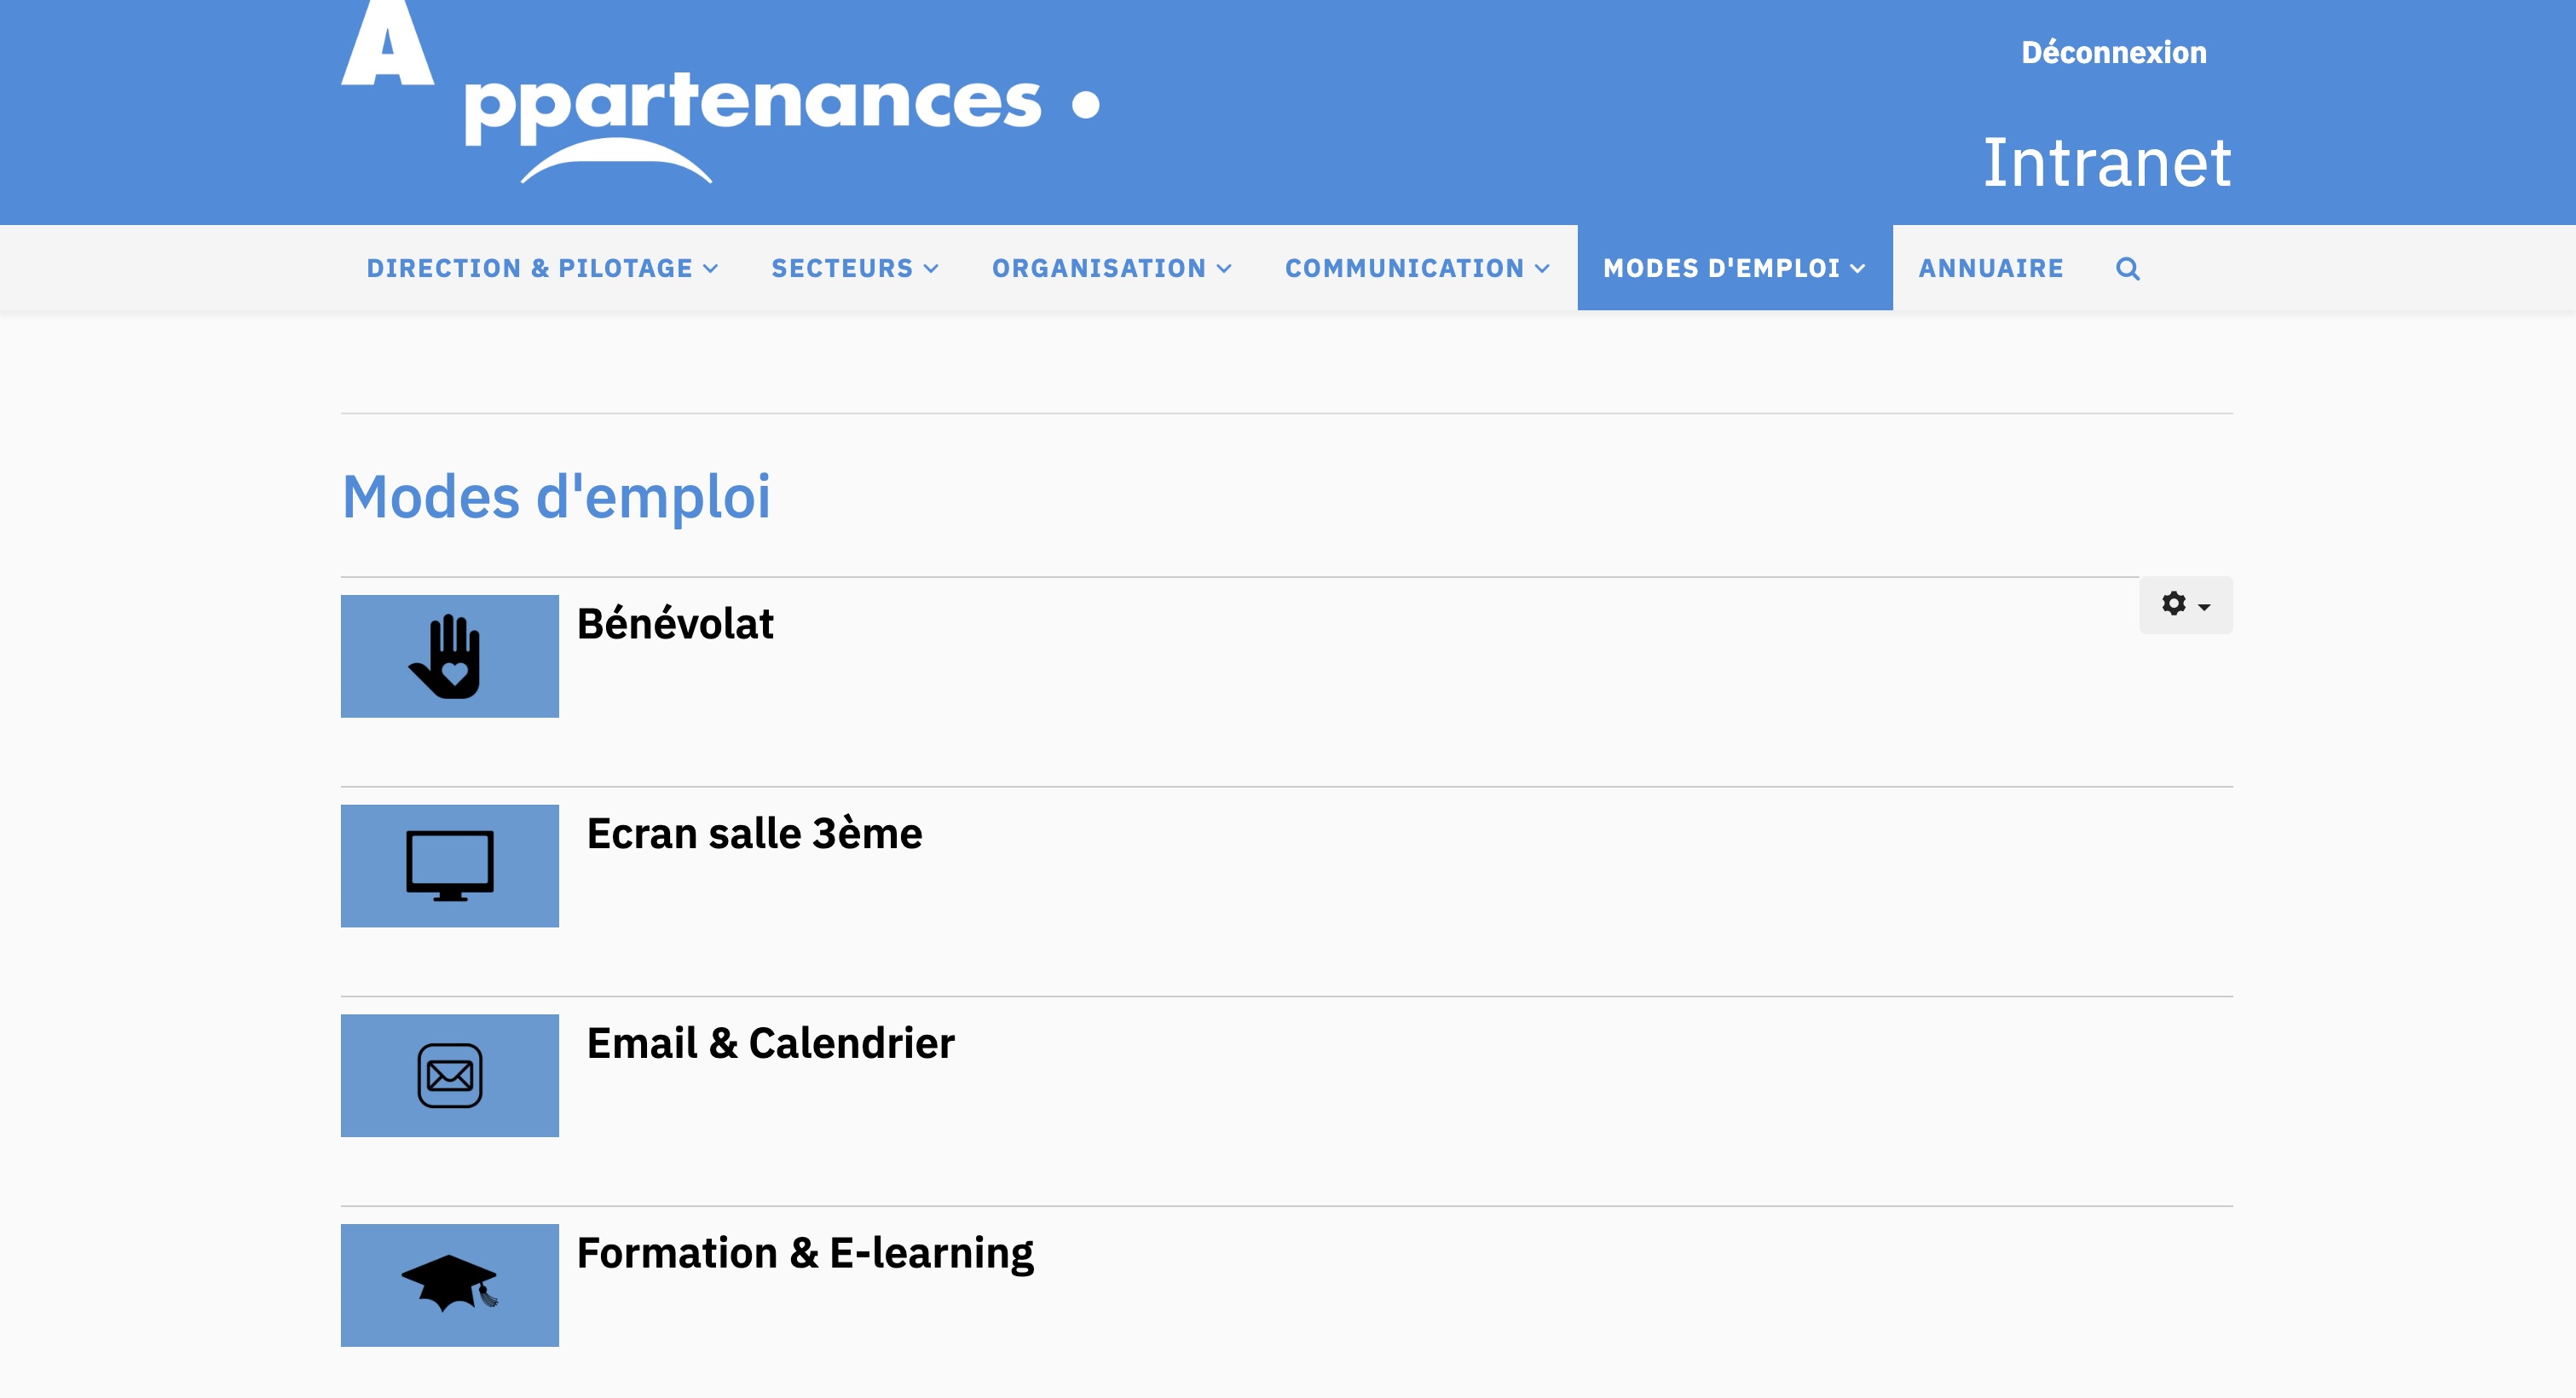 Appartenances
Déconnexion
Intranet
DIRECTION & PILOTAGE SECTEURS ORGANISATION COMMUNICATION MODES D'EMPLOI ANNUAIRE
Modes d'emploi
Bénévolat
Ecran salle 3ème
Email & Calendrier
Formation & E-learning